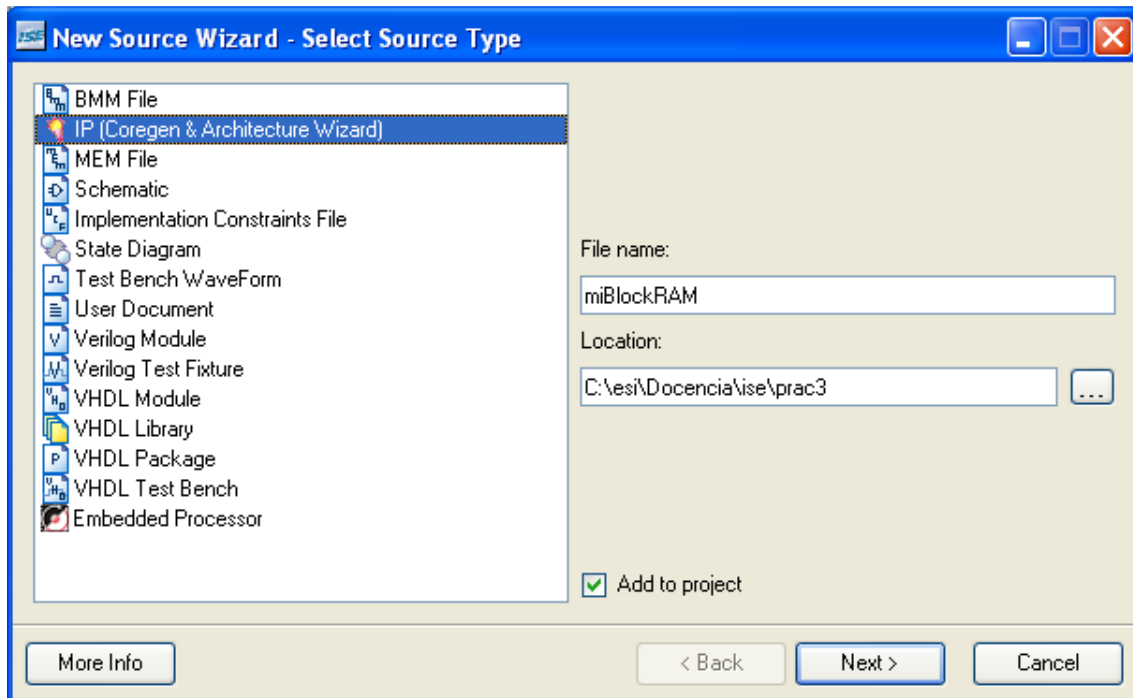 ISE New Source Wizard - Select Source Type
BMM File
IP (Coregen & Architecture Wizard)
MEM File
Schematic
Implementation Constraints File
State Diagram
Test Bench WaveForm
User Document
Verilog Module
Verilog Test Fixture
VHDL Module
VHDL Library
VHDL Package
VHDL Test Bench
Embedded Processor
File name:
miBlockRAM
Location:
C:\esi\Docencia\ise\prac3
...
Add to project
More Info
< Back
Next >
Cancel